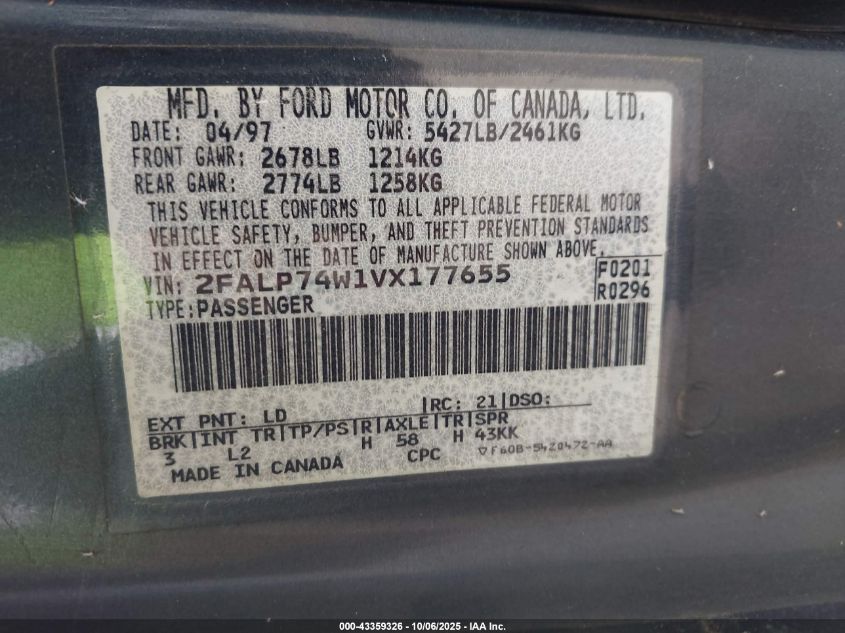 MFD. BY FORD MOTOR CO. OF CANADA, LTD.
DATE: 04/97 GVWR: 5427LB/2461KG
FRONT GAWR: 2678LB 1214KG
REAR GAWR: 2774LB 1258KG
THIS VEHICLE CONFORMS TO ALL APPLICABLE FEDERAL MOTOR
VEHICLE SAFETY, BUMPER, AND THEFT PREVENTION STANDARDS
IN EFFECT ON THE DATE OF MANUFACTURE SHOWN ABOVE.
VIN: 2FALP74W1VX177655 F0201
TYPE: PASSENGER R0296
EXT PNT: LD RC: 21 DSO:
BRK INT TR TP/PS R AXLE TR SPR
3 L2 H 58 H 43KK
MADE IN CANADA CPC F60B-5420472-AA
000-43359326 - 10/06/2025 - IAA Inc.